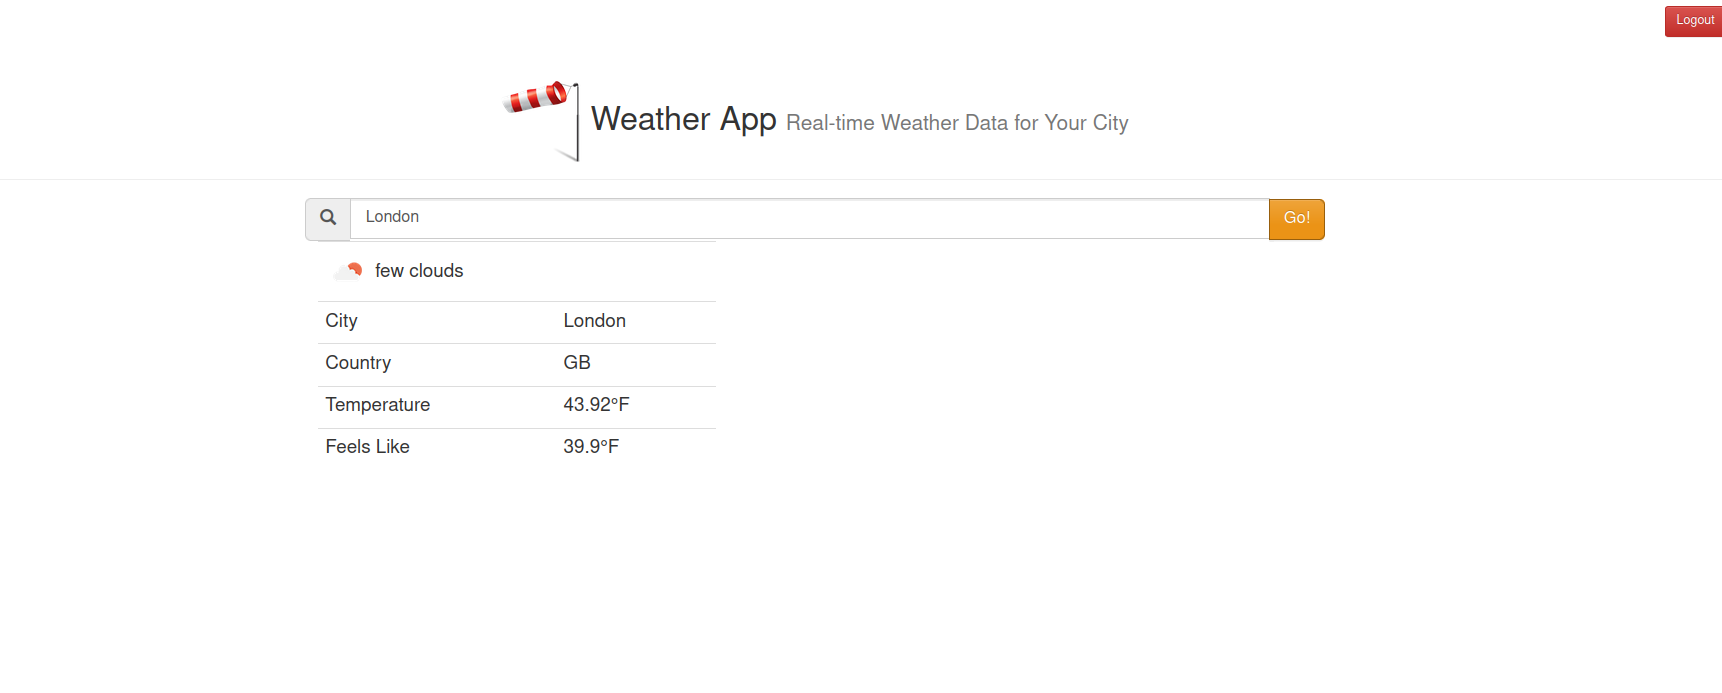 Logout
Weather App Real-time Weather Data for Your City
London
Go!
few clouds
City London
Country GB
Temperature 43.92°F
Feels Like 39.9°F